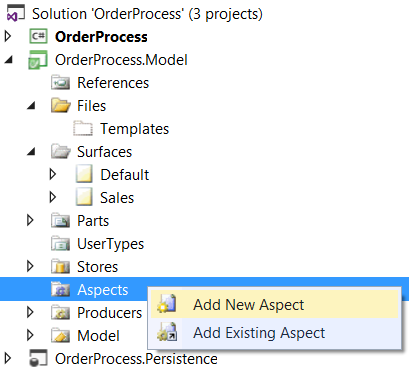 Solution 'OrderProcess' (3 projects)
C# OrderProcess
OrderProcess.Model
References
Files
Templates
Surfaces
Default
Sales
Parts
UserTypes
Stores
Aspects
Add New Aspect
Producers
Add Existing Aspect
Model
OrderProcess.Persistence